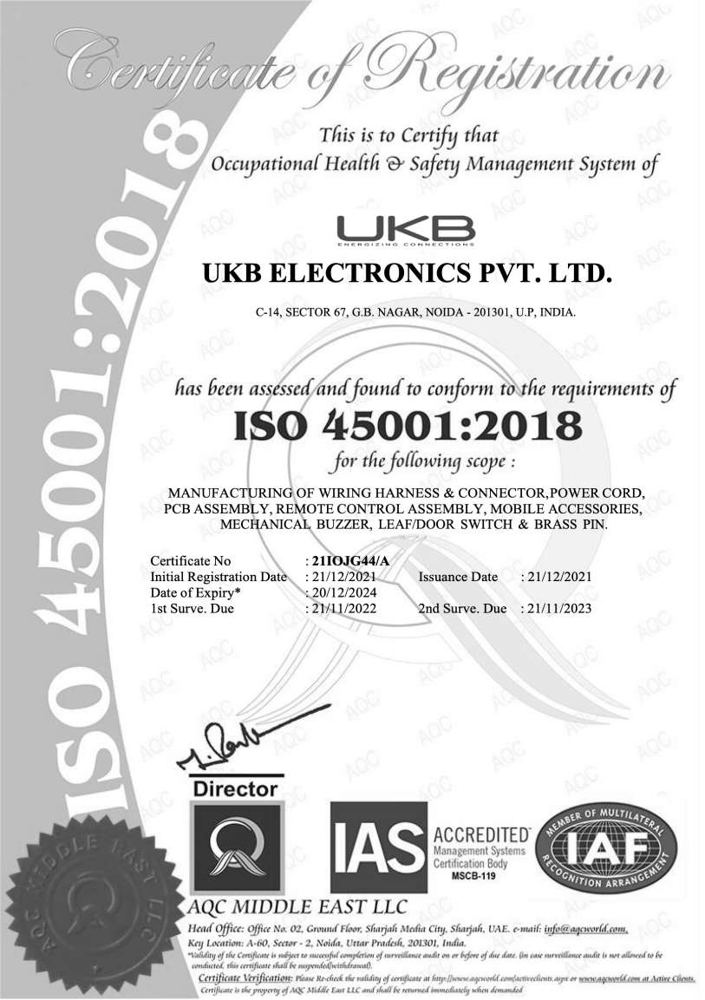 Certificate of Registration
This is to Certify that
Occupational Health & Safety Management System of
UKB
ENERGIZING CONNECTIONS
UKB ELECTRONICS PVT. LTD.
C-14, SECTOR 67, G.B. NAGAR, NOIDA - 201301, U.P, INDIA.
has been assessed and found to conform to the requirements of
ISO 45001:2018
for the following scope :
MANUFACTURING OF WIRING HARNESS & CONNECTOR,POWER CORD,
PCB ASSEMBLY, REMOTE CONTROL ASSEMBLY, MOBILE ACCESSORIES,
MECHANICAL BUZZER, LEAF/DOOR SWITCH & BRASS PIN.
Certificate No : 21IOJG44/A
Initial Registration Date : 21/12/2021 Issuance Date : 21/12/2021
Date of Expiry* : 20/12/2024
1st Surve. Due : 21/11/2022 2nd Surve. Due : 21/11/2023
ISO 45001:2018
Director
IAS
ACCREDITED
Management Systems
Certification Body
MSCB-119
MEMBER OF MULTILATERAL
IAF
RECOGNITION ARRANGEMENT
AQC MIDDLE EAST LLC
AQC MIDDLE EAST LLC
Head Office: Office No. 02, Ground Floor, Sharjah Media City, Sharjah, UAE. e-mail: info@aqcworld.com,
Key Location: A-60, Sector - 2, Noida, Uttar Pradesh, 201301, India.
*Validity of the Certificate is subject to successful completion of surveillance audit on or before of due date. (in case surveillance audit is not allowed to be
conducted, this certificate shall be suspended/withdrawal).
Certificate Verification: Please Re-check the validity of certificate at http://www.aqcworld.com/activeclients.aspx or www.aqcworld.com at Active Clients.
Certificate is the property of AQC Middle East LLC and shall be returned immediately when demanded